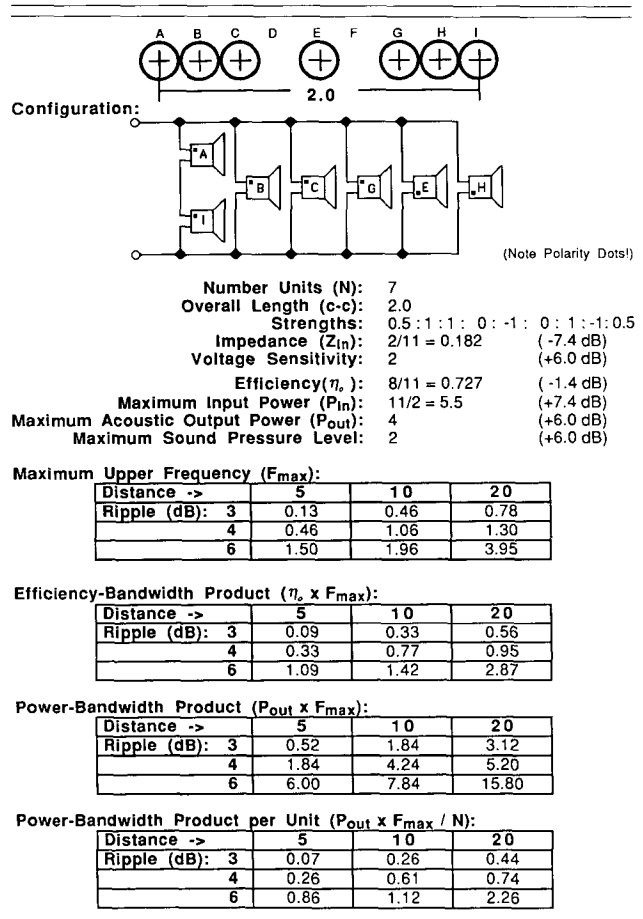 A B C D E F G H I
2.0
Configuration:
A
B C G E H
I
(Note Polarity Dots!)
Number Units (N): 7
Overall Length (c-c): 2.0
Strengths: 0.5 : 1 : 1 : 0 : -1 : 0 : 1 : -1 : 0.5
Impedance (ZIn): 2/11 = 0.182 ( -7.4 dB)
Voltage Sensitivity: 2 (+6.0 dB)
Efficiency(ηo ): 8/11 = 0.727 ( -1.4 dB)
Maximum Input Power (PIn): 11/2 = 5.5 (+7.4 dB)
Maximum Acoustic Output Power (Pout): 4 (+6.0 dB)
Maximum Sound Pressure Level: 2 (+6.0 dB)
Maximum Upper Frequency (Fmax):
Distance -> 5 10 20
Ripple (dB): 3 0.13 0.46 0.78
4 0.46 1.06 1.30
6 1.50 1.96 3.95
Efficiency-Bandwidth Product (ηo x Fmax):
Distance -> 5 10 20
Ripple (dB): 3 0.09 0.33 0.56
4 0.33 0.77 0.95
6 1.09 1.42 2.87
Power-Bandwidth Product (Pout x Fmax):
Distance -> 5 10 20
Ripple (dB): 3 0.52 1.84 3.12
4 1.84 4.24 5.20
6 6.00 7.84 15.80
Power-Bandwidth Product per Unit (Pout x Fmax / N):
Distance -> 5 10 20
Ripple (dB): 3 0.07 0.26 0.44
4 0.26 0.61 0.74
6 0.86 1.12 2.26